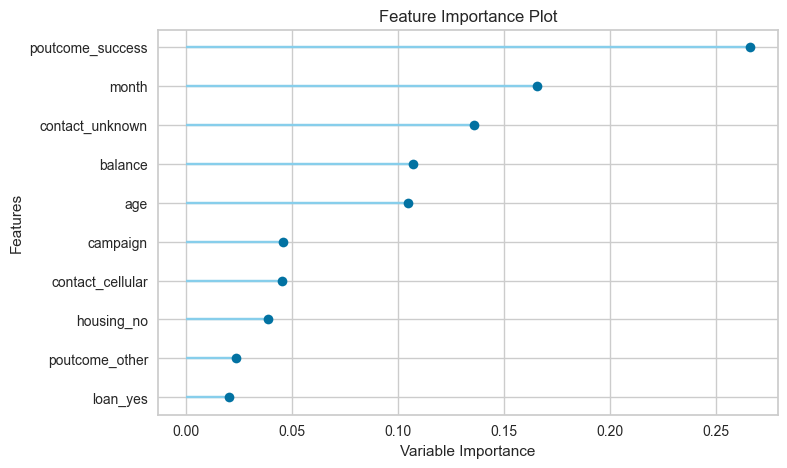 Feature Importance Plot
poutcome_success
month
contact_unknown
balance
age
campaign
contact_cellular
housing_no
poutcome_other
loan_yes
Features
0.00 0.05 0.10 0.15 0.20 0.25
Variable Importance